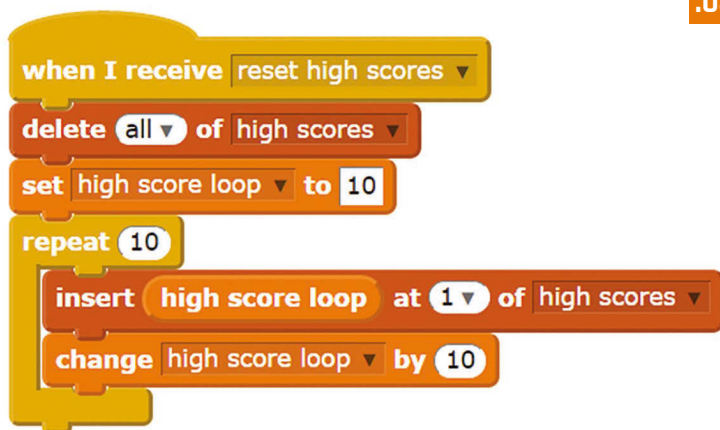 when I receive reset high scores
delete all of high scores
set high score loop to 10
repeat 10
insert high score loop at 1 of high scores
change high score loop by 10